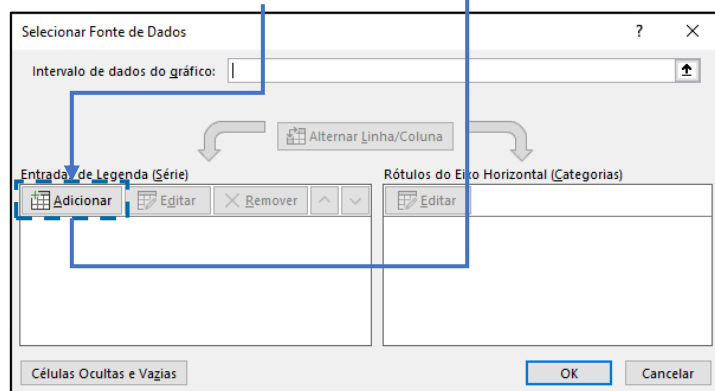 Selecionar Fonte de Dados ? ×
Intervalo de dados do gráfico:
Alternar Linha/Coluna
Entradas de Legenda (Série)
Rótulos do Eixo Horizontal (Categorias)
Adicionar Editar Remover
Editar
Células Ocultas e Vazias
OK Cancelar